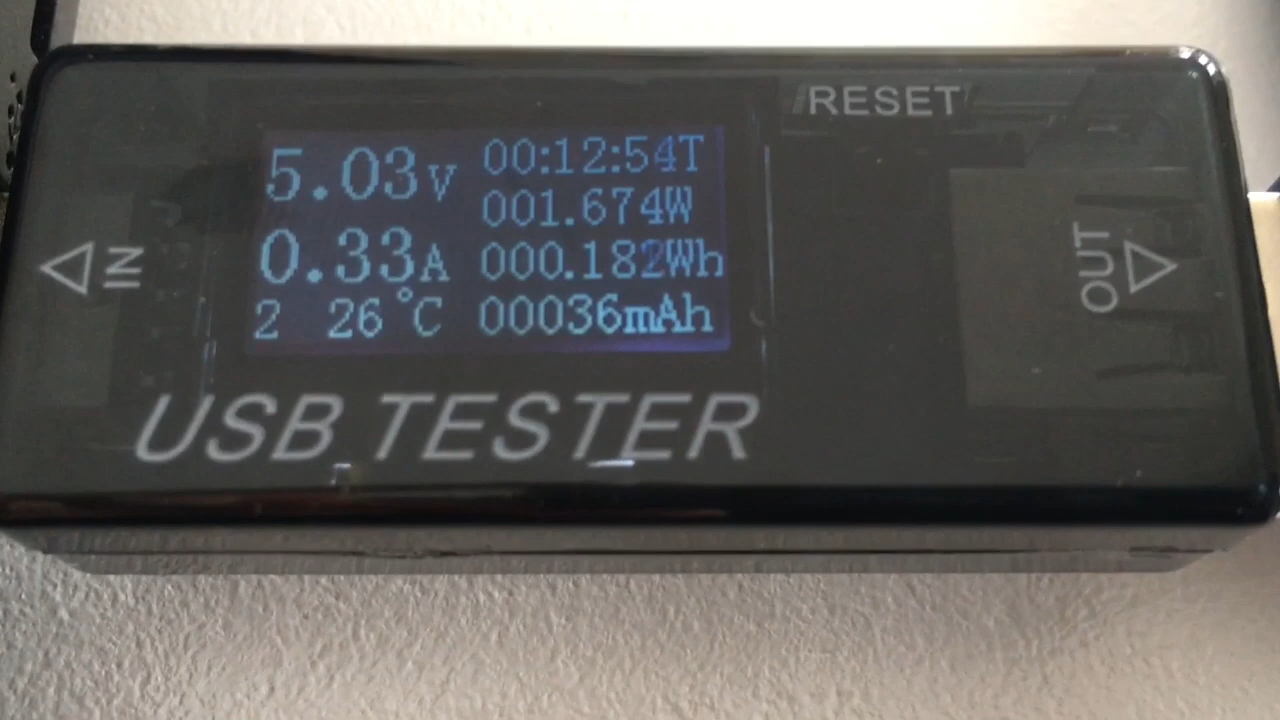 RESET
5.03V
00:12:54T
001.674W
0.33A
000.182Wh
2 26°C
00036mAh
IN
OUT
USB TESTER